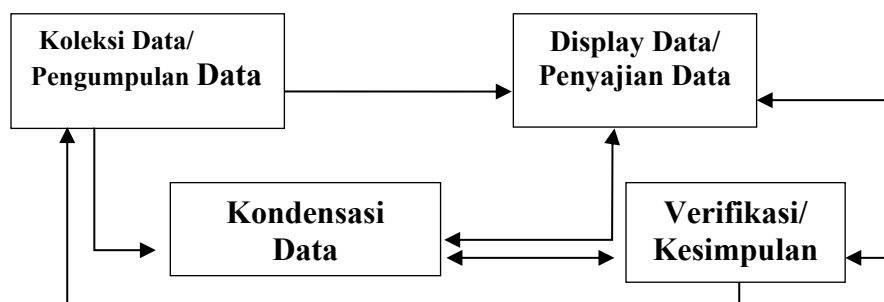 Koleksi Data/
Pengumpulan Data
Display Data/
Penyajian Data
Kondensasi
Data
Verifikasi/
Kesimpulan